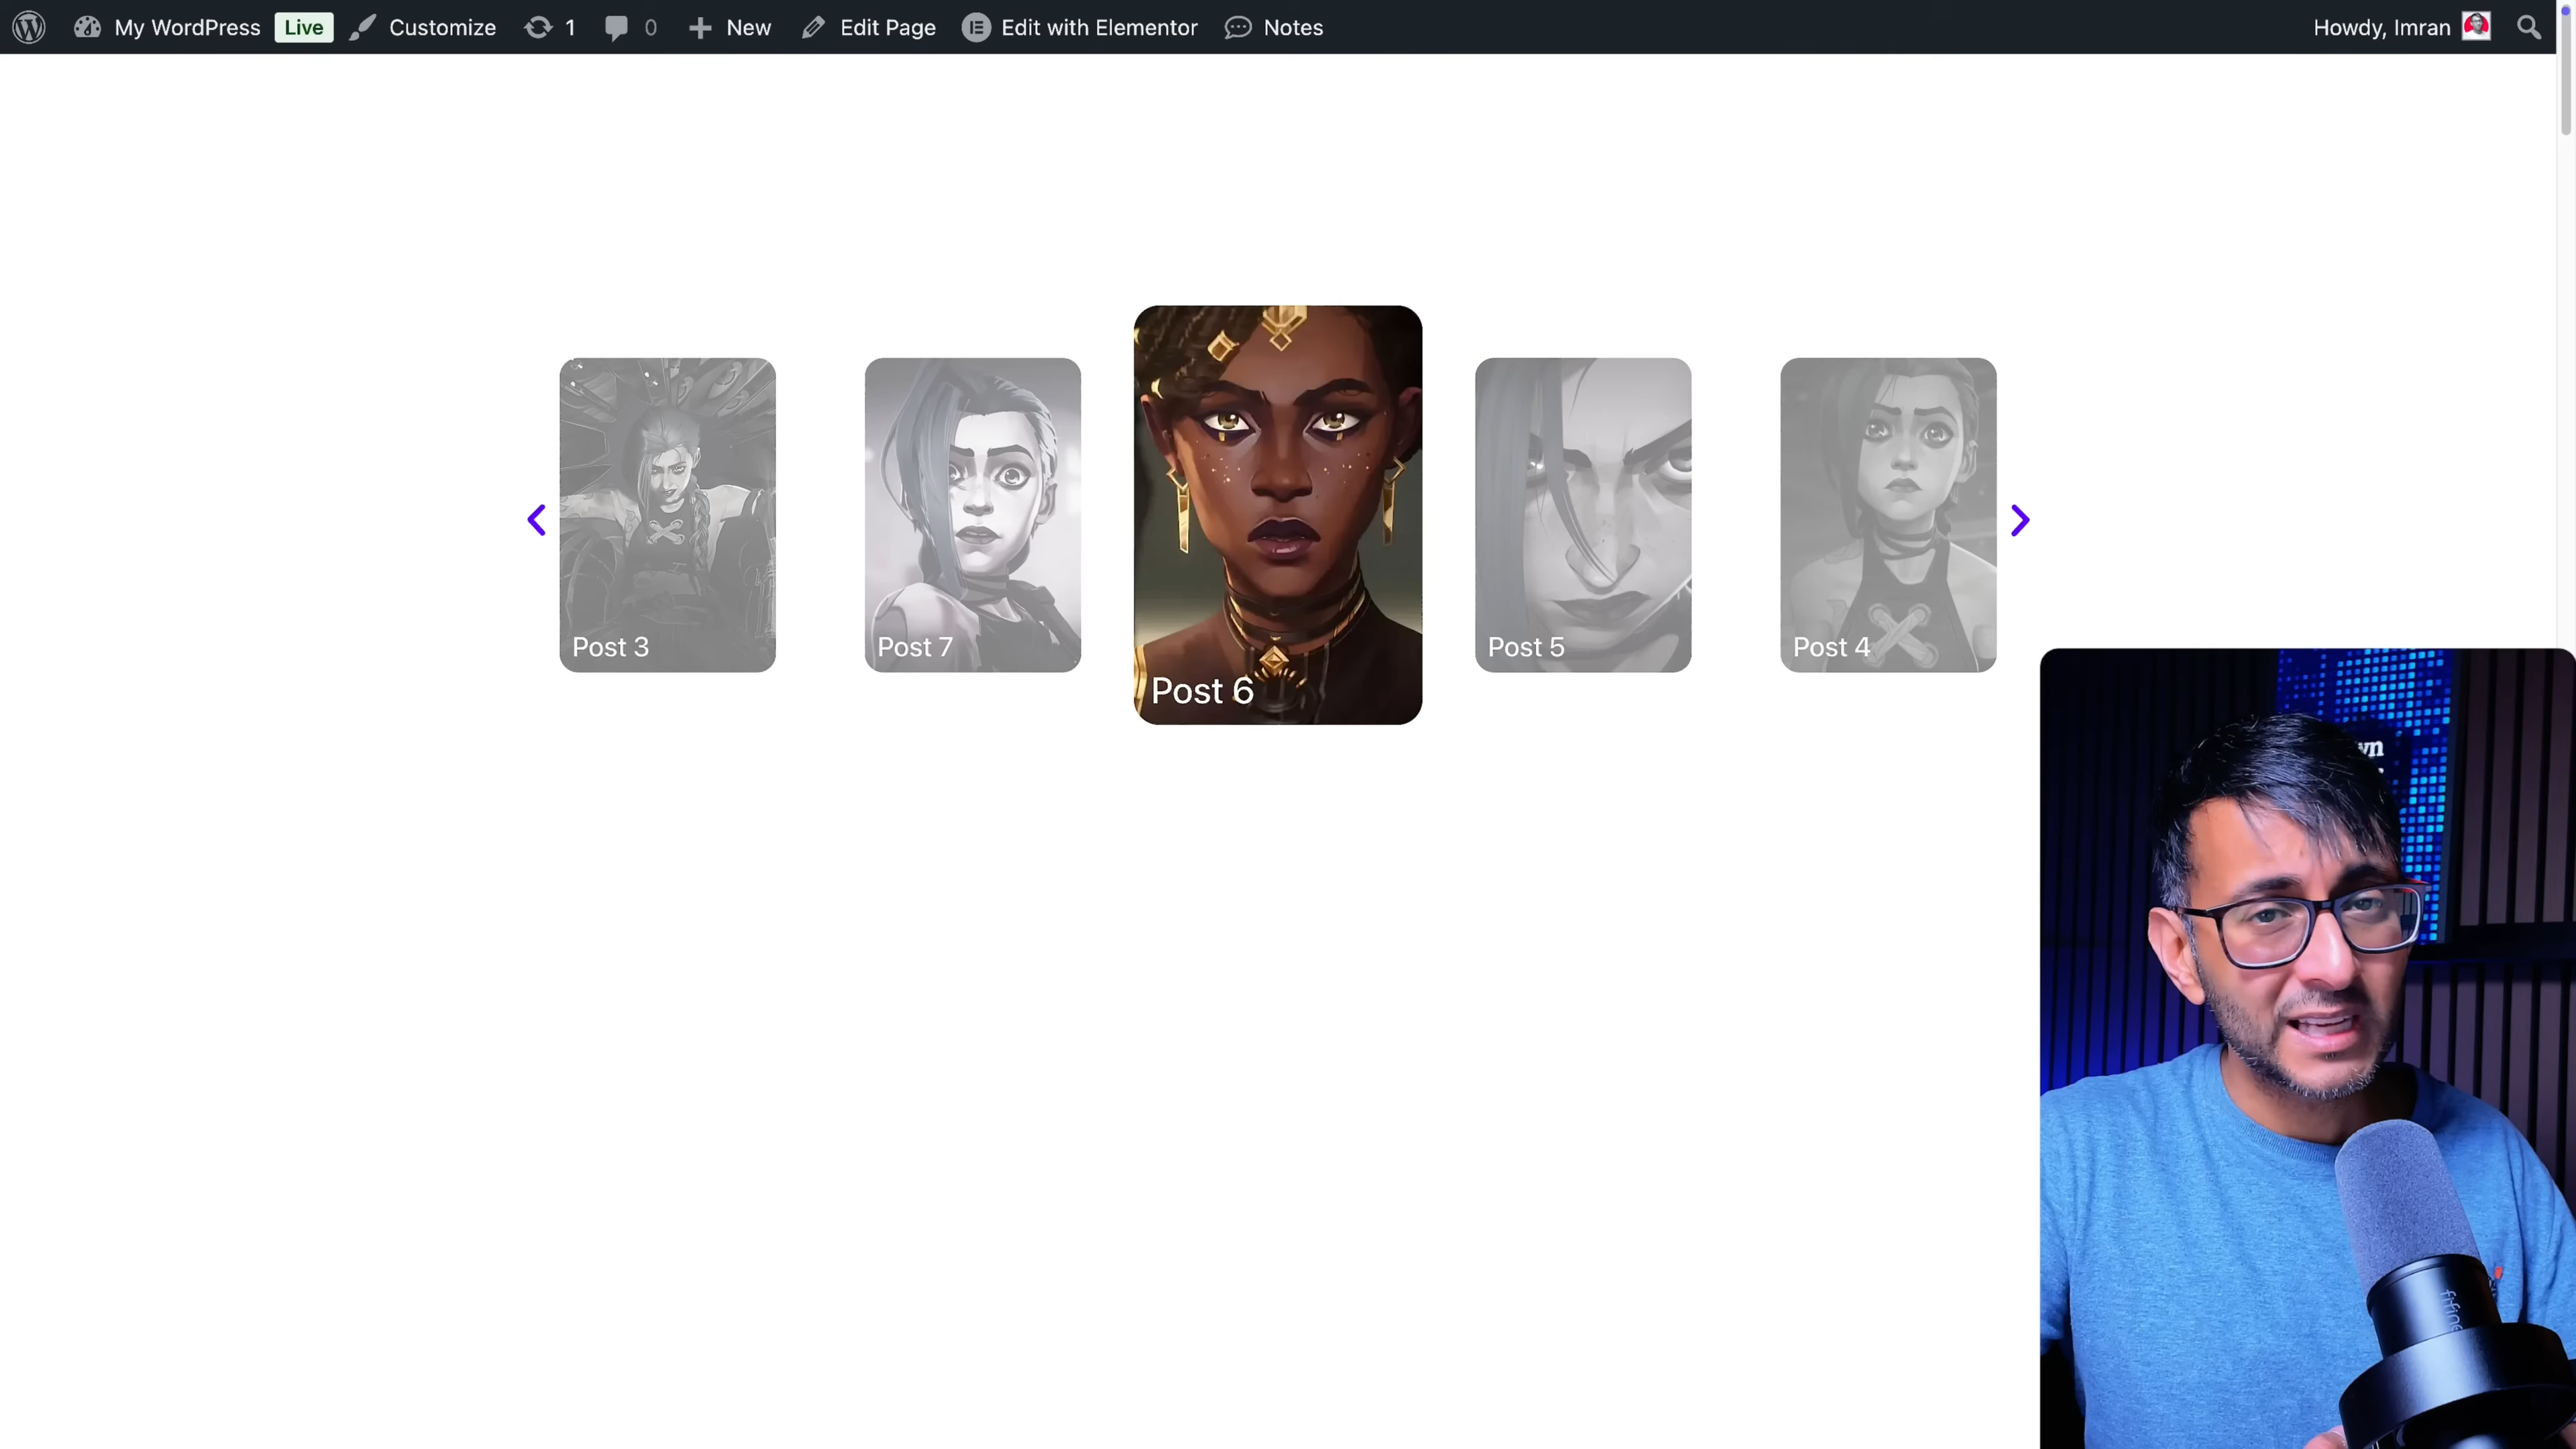 My WordPress Live Customize 1 0 New Edit Page Edit with Elementor Notes Howdy, Imran
Post 3
Post 7
Post 6
Post 5
Post 4